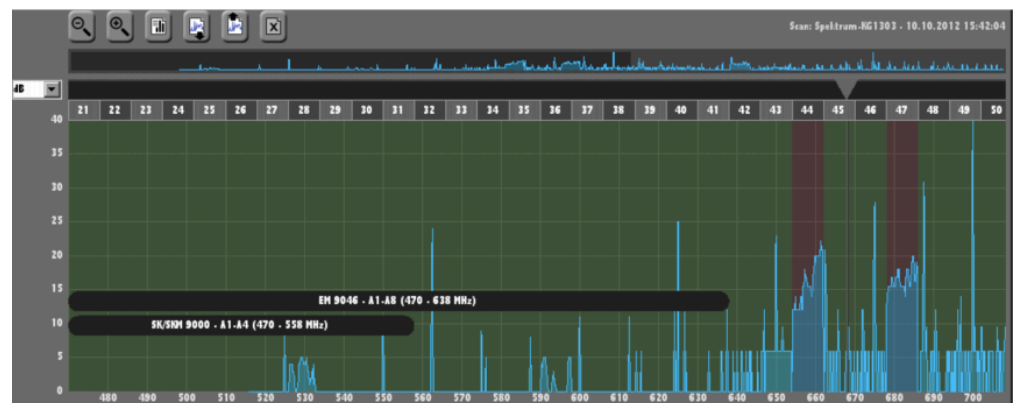 Scan: Spektrum-KG1303 - 10.10.2012 15:42:04
dB
21 22 23 24 25 26 27 28 29 30 31 32 33 34 35 36 37 38 39 40 41 42 43 44 45 46 47 48 49 50
40
35
30
25
20
15
EM 9046 - A1-A8 (470 - 638 MHz)
10
SK/SKM 9000 - A1-A4 (470 - 558 MHz)
5
0
480 490 500 510 520 530 540 550 560 570 580 590 600 610 620 630 640 650 660 670 680 690 700